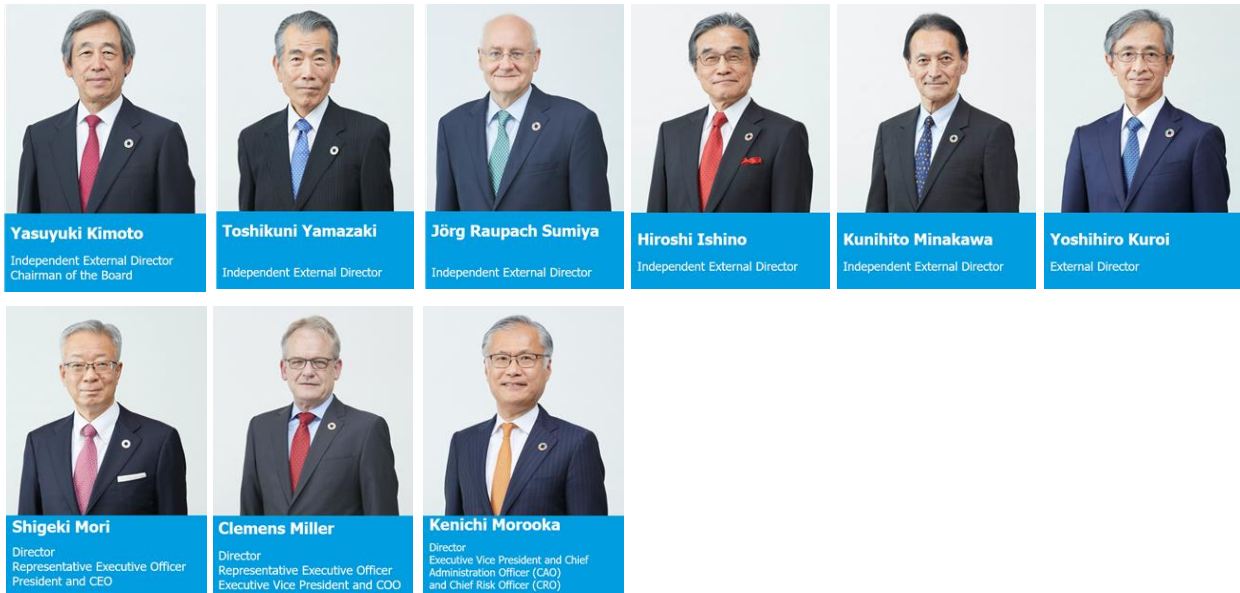 Yasuyuki Kimoto
Independent External Director
Chairman of the Board
Toshikuni Yamazaki
Independent External Director
Jörg Raupach Sumiya
Independent External Director
Hiroshi Ishino
Independent External Director
Kunihito Minakawa
Independent External Director
Yoshihiro Kuroi
External Director
Shigeki Mori
Director
Representative Executive Officer
President and CEO
Clemens Miller
Director
Representative Executive Officer
Executive Vice President and COO
Kenichi Morooka
Director
Executive Vice President and Chief
Administration Officer (CAO)
and Chief Risk Officer (CRO)